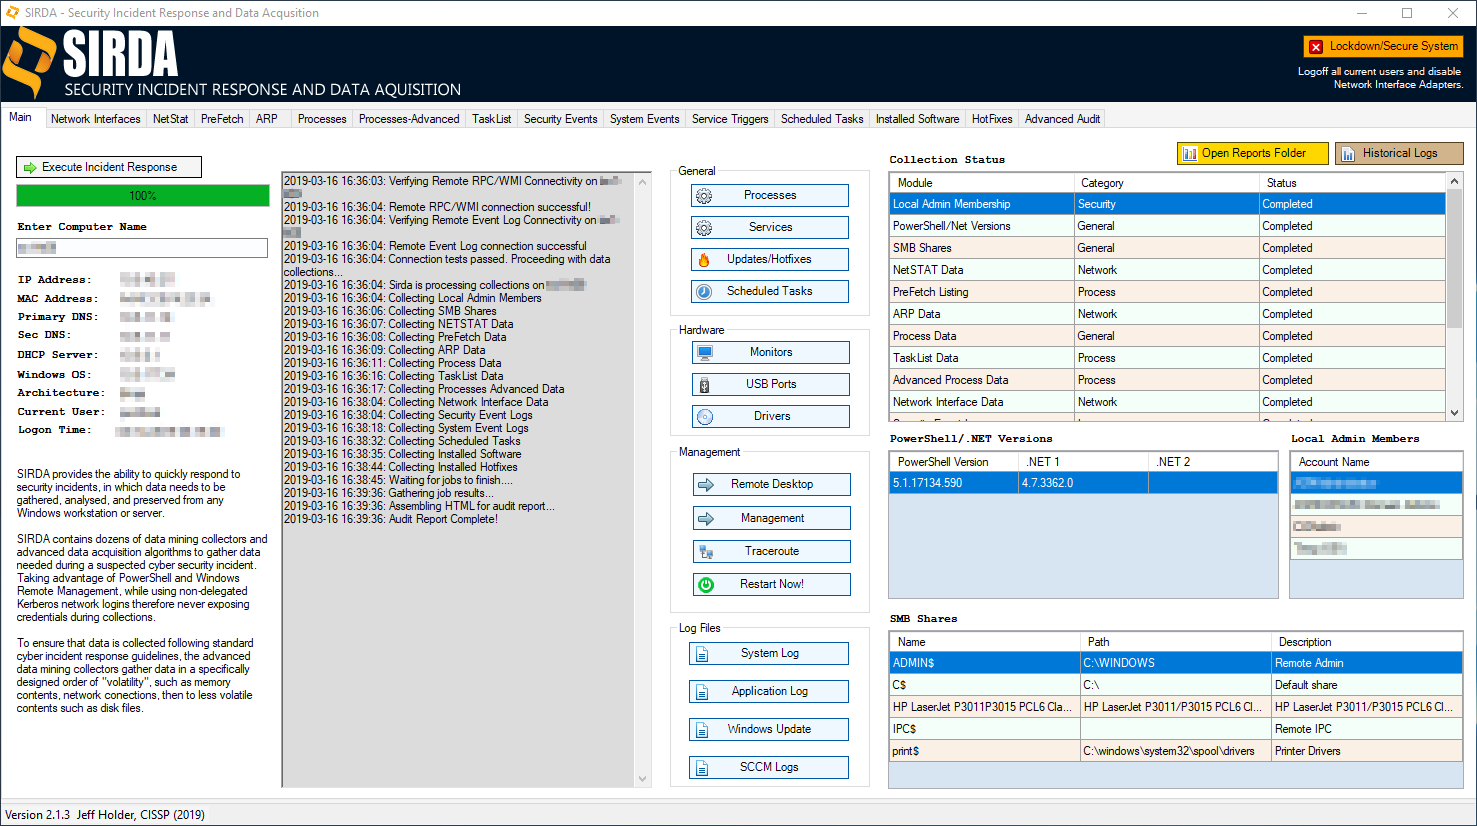 SIRDA - Security Incident Response and Data Acqusition
SIRDA
SECURITY INCIDENT RESPONSE AND DATA AQUISITION
Lockdown/Secure System
Logoff all current users and disable
Network Interface Adapters.
Main Network Interfaces NetStat PreFetch ARP Processes Processes-Advanced TaskList Security Events System Events Service Triggers Scheduled Tasks Installed Software HotFixes Advanced Audit
Execute Incident Response
100%
Enter Computer Name
IP Address:
MAC Address:
Primary DNS:
Sec DNS:
DHCP Server:
Windows OS:
Architecture:
Current User:
Logon Time:
SIRDA provides the ability to quickly respond to
security incidents, in which data needs to be
gathered, analysed, and preserved from any
Windows workstation or server.
SIRDA contains dozens of data mining collectors and
advanced data acquisition algorithms to gather data
needed during a suspected cyber security incident.
Taking advantage of PowerShell and Windows
Remote Management, while using non-delegated
Kerberos network logins therefore never exposing
credentials during collections.
To ensure that data is collected following standard
cyber incident response guidelines, the advanced
data mining collectors gather data in a specifically
designed order of "volatility", such as memory
contents, network conections, then to less volatile
contents such as disk files.
2019-03-16 16:36:03: Verifying Remote RPC/WMI Connectivity on
2019-03-16 16:36:04: Remote RPC/WMI connection successful!
2019-03-16 16:36:04: Verifying Remote Event Log Connectivity on
2019-03-16 16:36:04: Remote Event Log connection successful
2019-03-16 16:36:04: Connection tests passed. Proceeding with data
collections...
2019-03-16 16:36:04: Sirda is processing collections on
2019-03-16 16:36:04: Collecting Local Admin Members
2019-03-16 16:36:06: Collecting SMB Shares
2019-03-16 16:36:07: Collecting NETSTAT Data
2019-03-16 16:36:08: Collecting PreFetch Data
2019-03-16 16:36:09: Collecting ARP Data
2019-03-16 16:36:11: Collecting Process Data
2019-03-16 16:36:16: Collecting TaskList Data
2019-03-16 16:36:17: Collecting Processes Advanced Data
2019-03-16 16:38:04: Collecting Network Interface Data
2019-03-16 16:38:04: Collecting Security Event Logs
2019-03-16 16:38:18: Collecting System Event Logs
2019-03-16 16:38:32: Collecting Scheduled Tasks
2019-03-16 16:38:35: Collecting Installed Software
2019-03-16 16:38:44: Collecting Installed Hotfixes
2019-03-16 16:38:45: Waiting for jobs to finish....
2019-03-16 16:39:36: Gathering job results...
2019-03-16 16:39:36: Assembling HTML for audit report...
2019-03-16 16:39:36: Audit Report Complete!
General
Processes
Services
Updates/Hotfixes
Scheduled Tasks
Hardware
Monitors
USB Ports
Drivers
Management
Remote Desktop
Management
Traceroute
Restart Now!
Log Files
System Log
Application Log
Windows Update
SCCM Logs
Collection Status
Open Reports Folder
Historical Logs
Module Category Status
Local Admin Membership Security Completed
PowerShell/Net Versions General Completed
SMB Shares General Completed
NetSTAT Data Network Completed
PreFetch Listing Process Completed
ARP Data Network Completed
Process Data General Completed
TaskList Data Process Completed
Advanced Process Data Process Completed
Network Interface Data Network Completed
PowerShell/.NET Versions
PowerShell Version .NET 1 .NET 2
5.1.17134.590 4.7.3362.0
Local Admin Members
Account Name
SMB Shares
Name Path Description
ADMIN$ C:\WINDOWS Remote Admin
C$ C:\ Default share
HP LaserJet P3011P3015 PCL6 Cla... HP LaserJet P3011/P3015 PCL6 Cl... HP LaserJet P3011/P3015 PCL6 Cl...
IPC$ Remote IPC
print$ C:\windows\system32\spool\drivers Printer Drivers
Version 2.1.3 Jeff Holder, CISSP (2019)